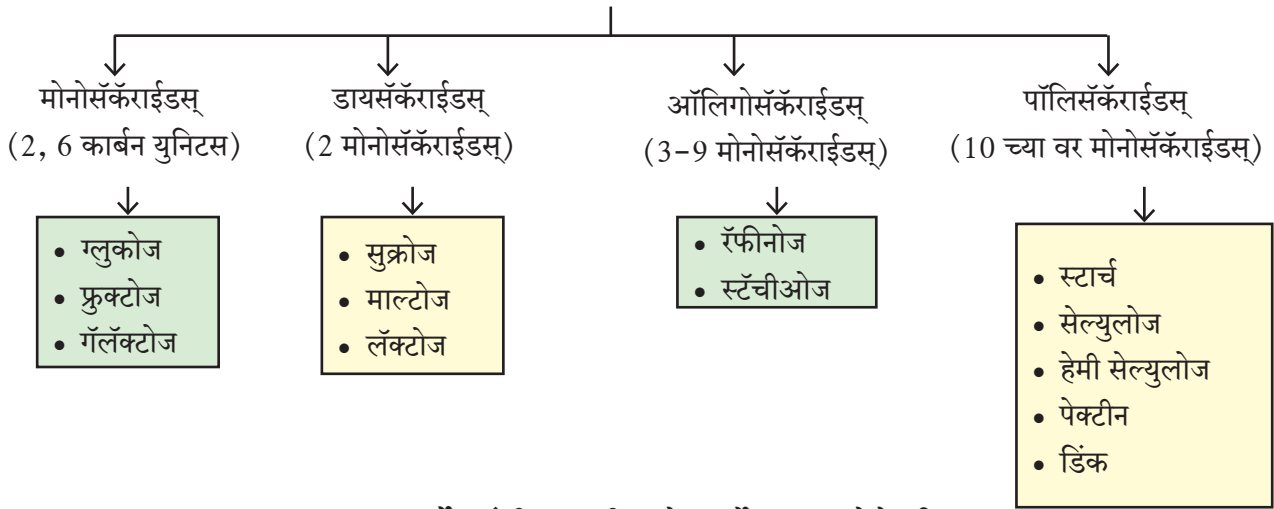 मोनोसॅकॅराईडस्
(2, 6 कार्बन युनिटस)
• ग्लुकोज
• फ्रुक्टोज
• गॅलॅक्टोज
डायसॅकॅराईडस्
(2 मोनोसॅकॅराईडस्)
• सुक्रोज
• माल्टोज
• लॅक्टोज
ऑलिगोसॅकॅराईडस्
(3-9 मोनोसॅकॅराईडस्)
• रॅफीनोज
• स्टॅचीओज
पॉलिसॅकॅराईडस्
(10 च्या वर मोनोसॅकॅराईडस्)
• स्टार्च
• सेल्युलोज
• हेमी सेल्युलोज
• पेक्टीन
• डिंक